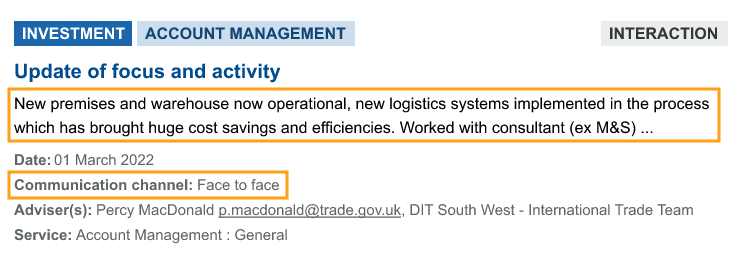 INVESTMENT ACCOUNT MANAGEMENT INTERACTION
Update of focus and activity
New premises and warehouse now operational, new logistics systems implemented in the process
which has brought huge cost savings and efficiencies. Worked with consultant (ex M&S) ...
Date: 01 March 2022
Communication channel: Face to face
Adviser(s): Percy MacDonald p.macdonald@trade.gov.uk, DIT South West - International Trade Team
Service: Account Management : General